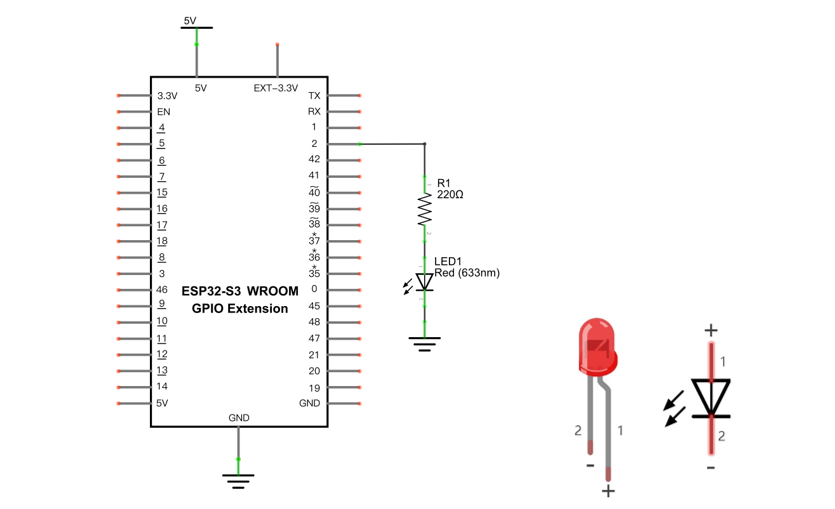 5V
5V
EXT-3.3V
3.3V
EN
4
5
6
7
15
16
17
18
8
3
46
9
10
11
12
13
14
5V
TX
RX
1
2
42
41
40
39
38
*
37
*
36
*
35
0
45
48
47
21
20
19
GND
ESP32-S3 WROOM
GPIO Extension
GND
R1
220Ω
LED1
Red (633nm)
2
1
-
+
+
1
2
-